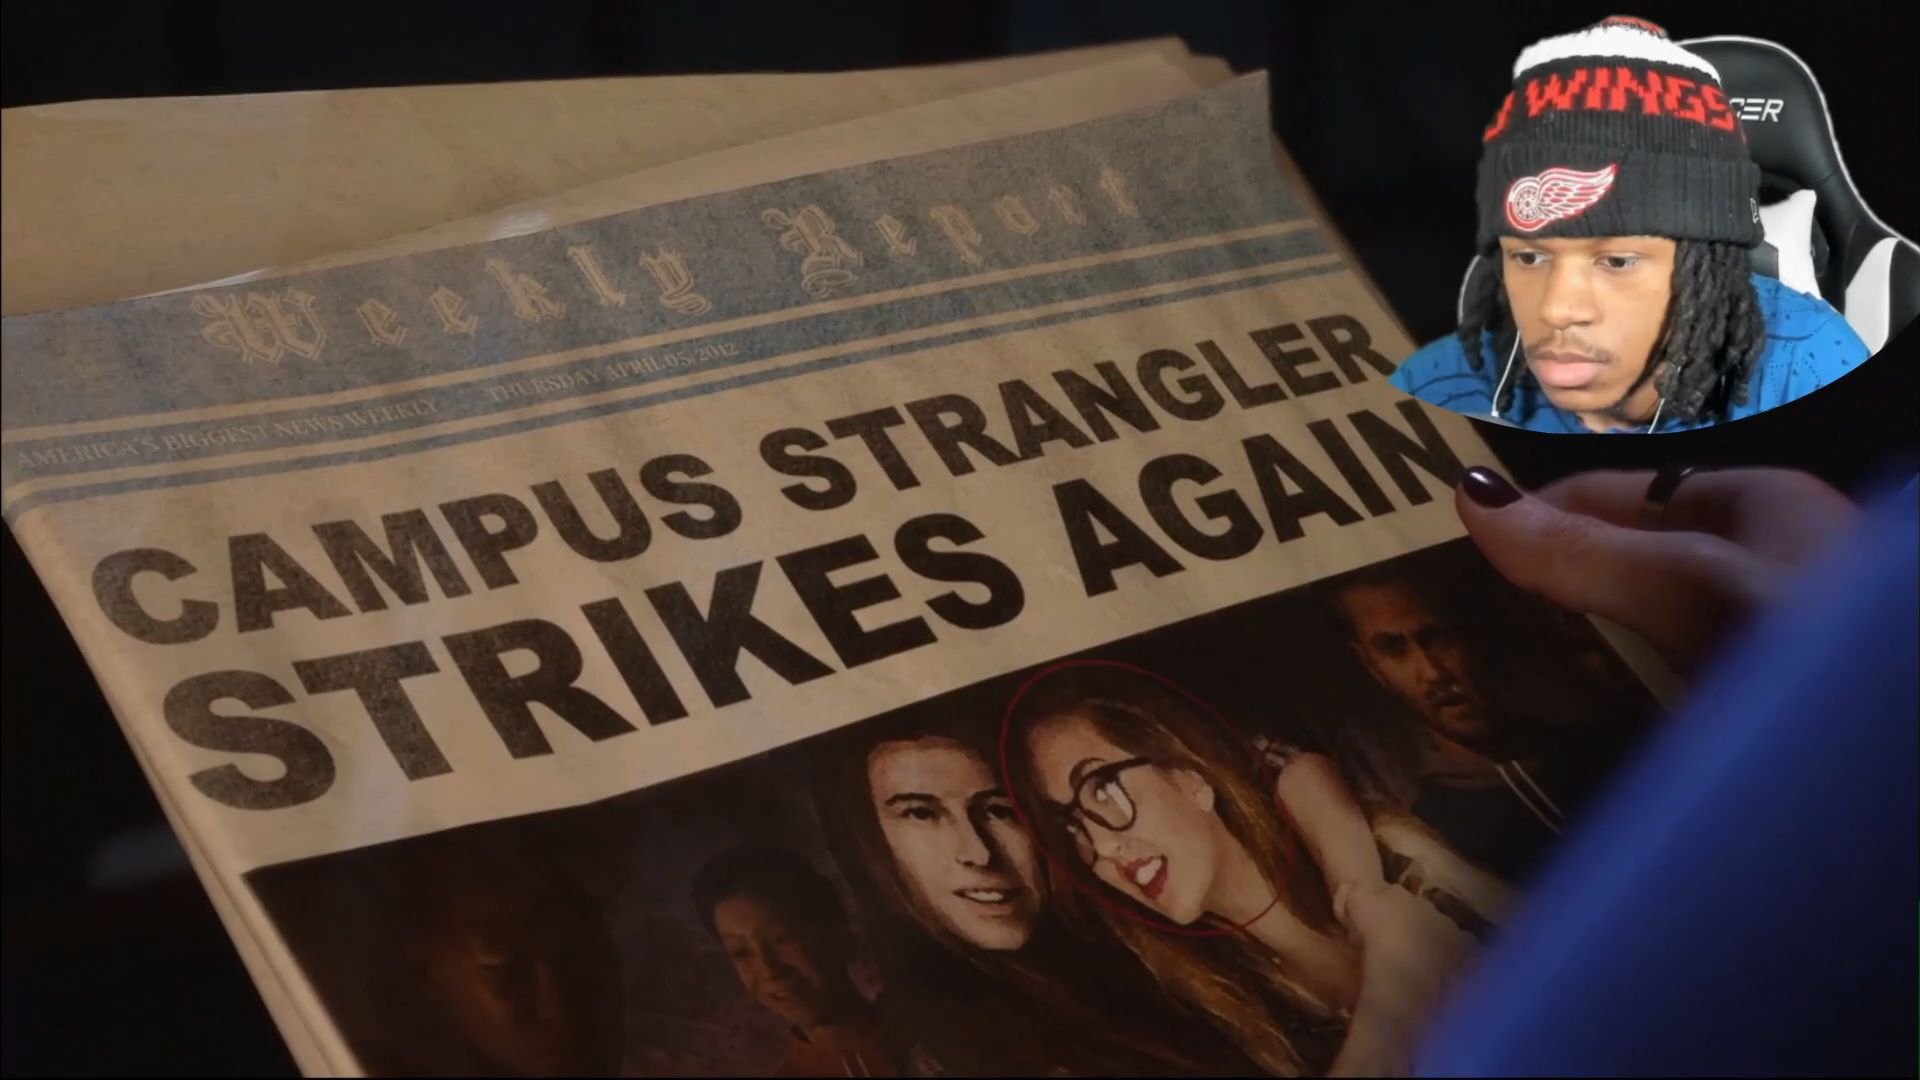 Weekly Report
AMERICA'S BIGGEST NEWS WEEKLY THURSDAY APRIL 05, 2012
CAMPUS STRANGLER
STRIKES AGAIN
WINGS